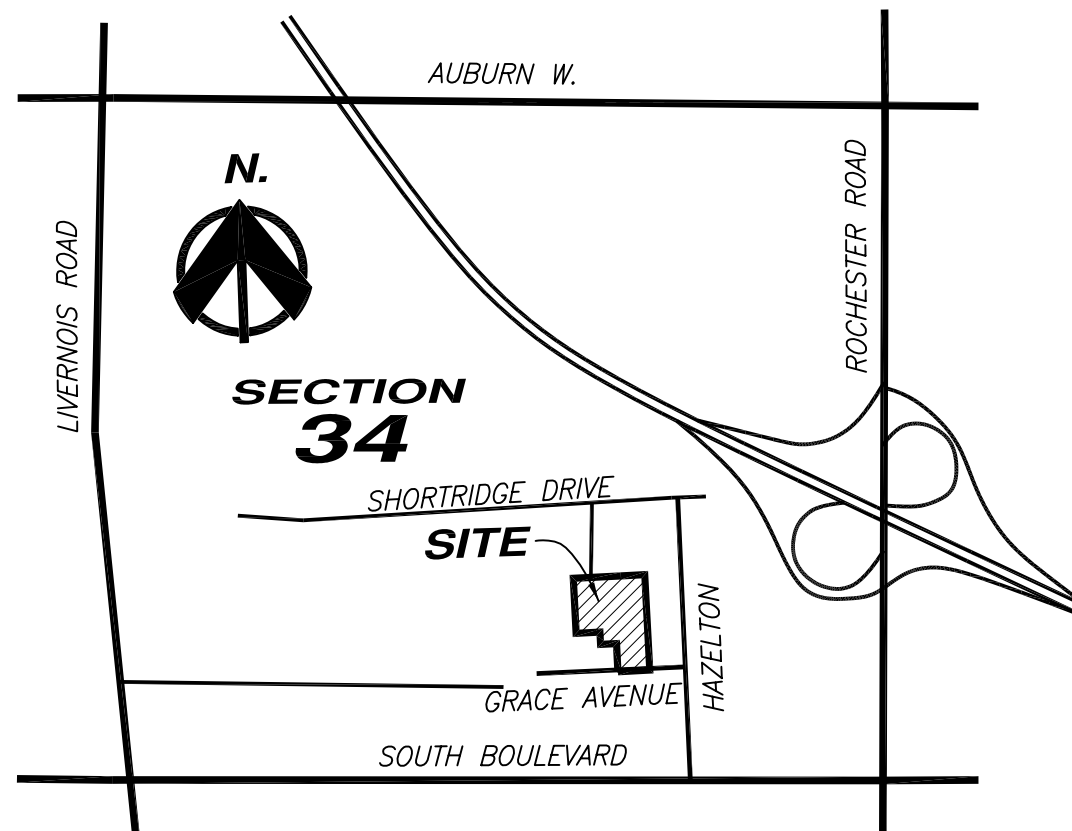 AUBURN W.
N.
LIVERNOIS ROAD
ROCHESTER ROAD
SECTION
34
SHORTRIDGE DRIVE
SITE
HAZELTON
GRACE AVENUE
SOUTH BOULEVARD